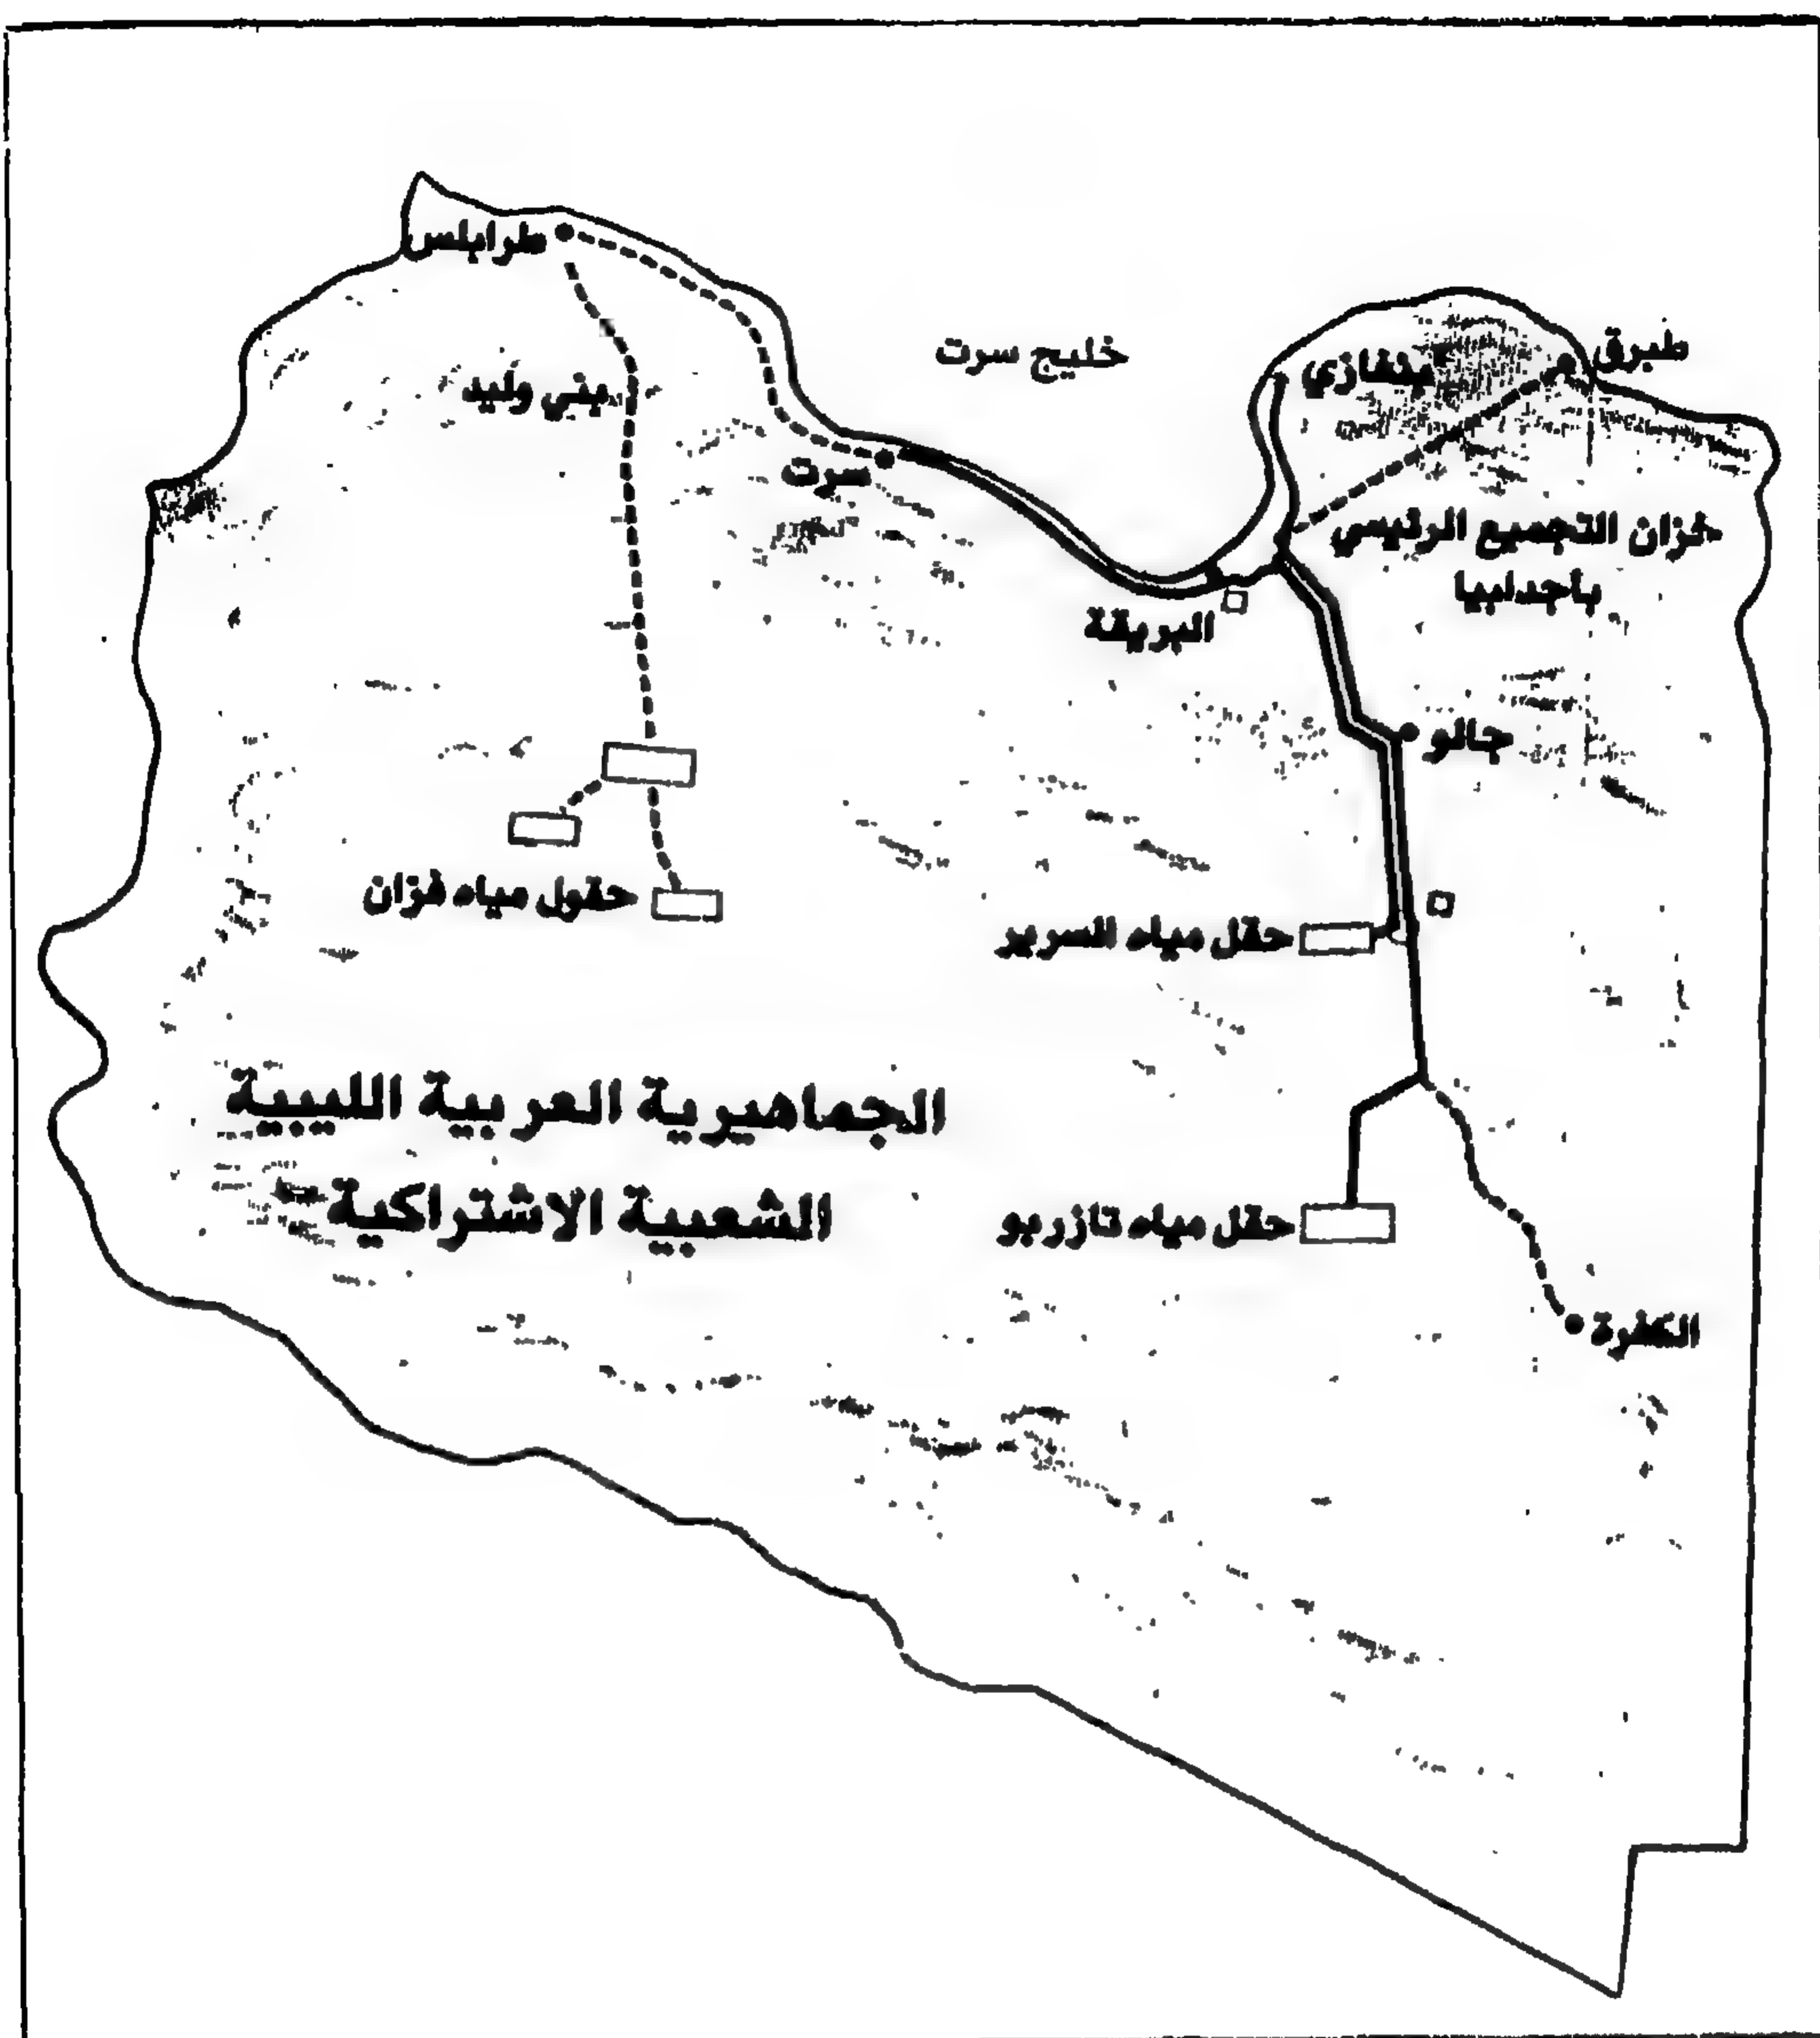 طرابلس
خليج سرت
طبرق
بنغازي
بني وليد
سرت
خزان التجميع الرئيسي
بأجدابيا
البريقة
جالو
حقول مياه فزان
حقل مياه السرير
الجماهيرية العربية الليبية
الشعبية الاشتراكية
حقل مياه تازربو
الكفرة